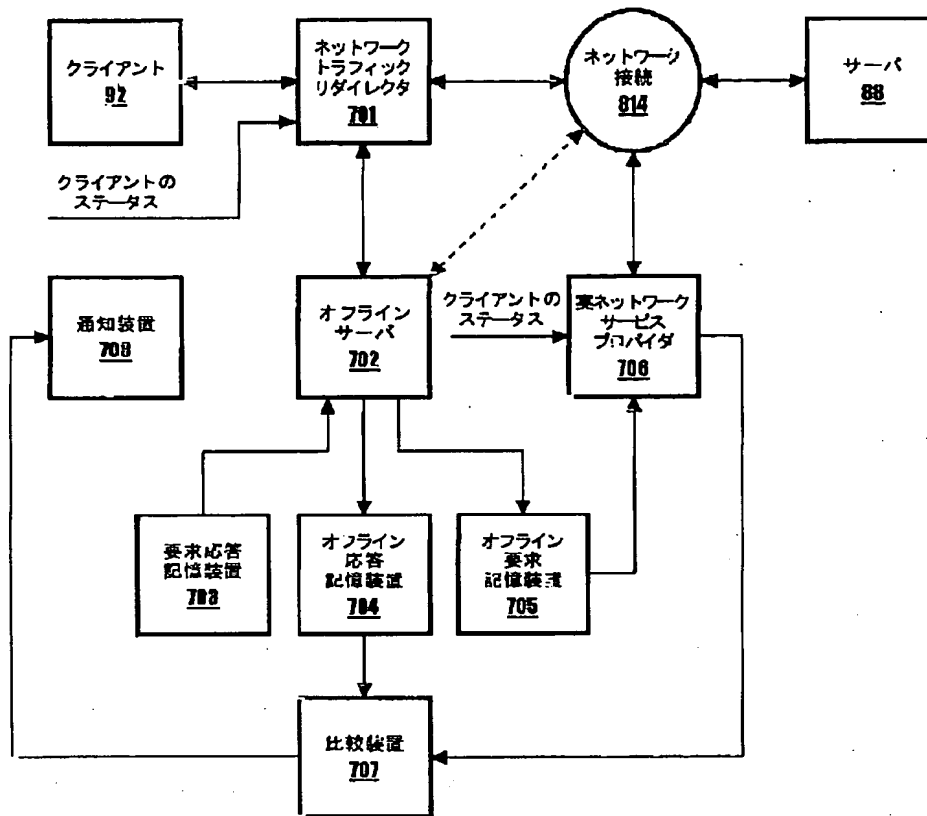 クライアント
92
ネットワーク
トラフィック
リダイレクタ
701
ネットワーク
接続
814
サーバ
88
クライアントの
ステータス
通知装置
708
オフライン
サーバ
702
クライアントの
ステータス
実ネットワーク
サービス
プロバイダ
706
要求応答
記憶装置
703
オフライン
応答
記憶装置
704
オフライン
要求
記憶装置
705
比較装置
707